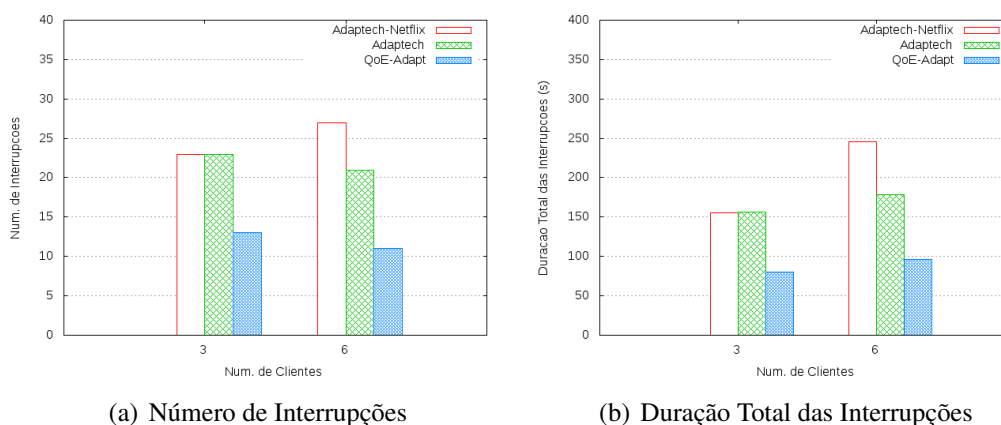 40
35
30
25
20
15
10
5
0
Num. de Interrupcoes
Adaptech-Netflix
Adaptech
QoE-Adapt
3
6
Num. de Clientes
(a) Número de Interrupções
400
350
300
250
200
150
100
50
0
Duracao Total das Interrupcoes (s)
Adaptech-Netflix
Adaptech
QoE-Adapt
3
6
Num. de Clientes
(b) Duração Total das Interrupções